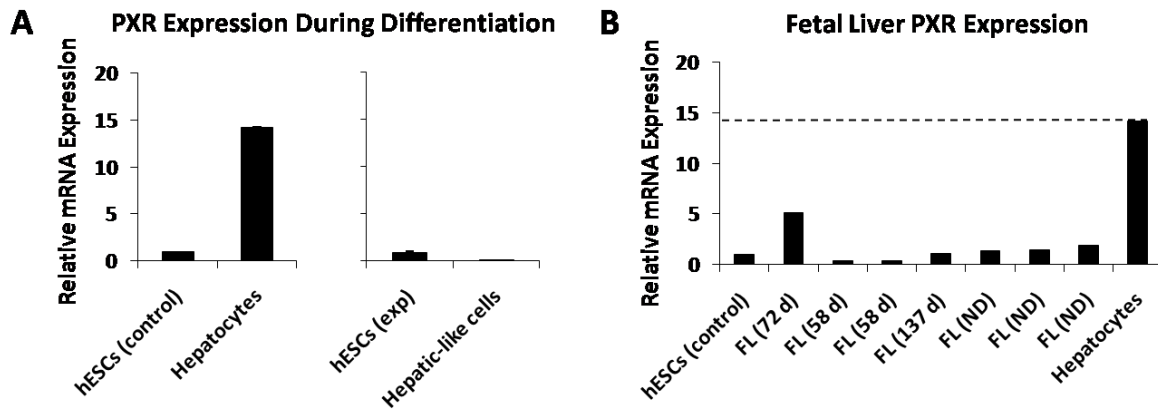 A
PXR Expression During Differentiation
Relative mRNA Expression
20
15
10
5
0
hESCs (control)
Hepatocytes
hESCs (exp)
Hepatic-like cells
B
Fetal Liver PXR Expression
Relative mRNA Expression
20
15
10
5
0
hESCs (control)
FL (72 d)
FL (58 d)
FL (58 d)
FL (137 d)
FL (ND)
FL (ND)
FL (ND)
Hepatocytes